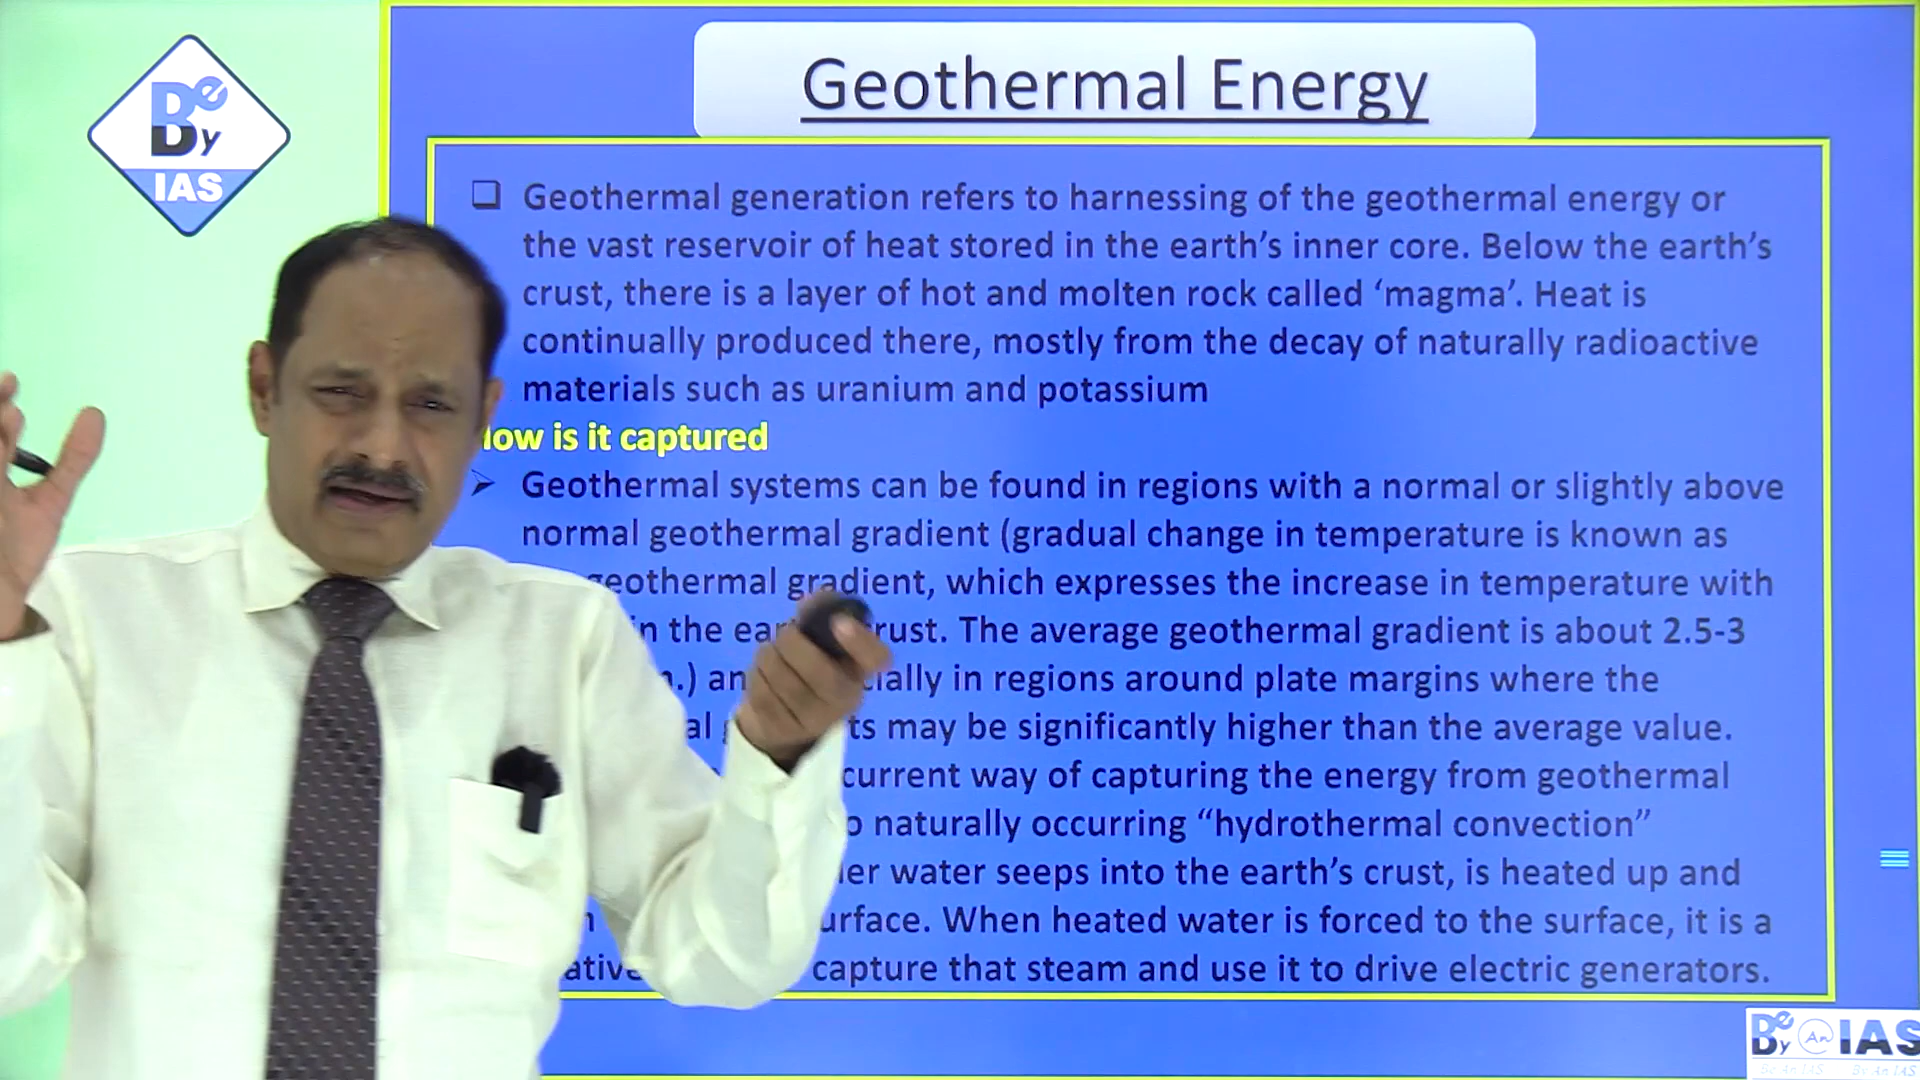 Be
By
IAS
Geothermal Energy
Geothermal generation refers to harnessing of the geothermal energy or
the vast reservoir of heat stored in the earth's inner core. Below the earth's
crust, there is a layer of hot and molten rock called 'magma'. Heat is
continually produced there, mostly from the decay of naturally radioactive
materials such as uranium and potassium
is it captured
Geothermal systems can be found in regions with a normal or slightly above
normal geothermal gradient (gradual change in temperature is known as
geothermal gradient, which expresses the increase in temperature with
in the rust. The average geothermal gradient is about 2.5-3
.) an ially in regions around plate margins where the
al ts may be significantly higher than the average value.
current way of capturing the energy from geothermal
naturally occurring “hydrothermal convection”
er water seeps into the earth's crust, is heated up and
urface. When heated water is forced to the surface, it is a
ative capture that steam and use it to drive electric generators.
Be
By An IAS